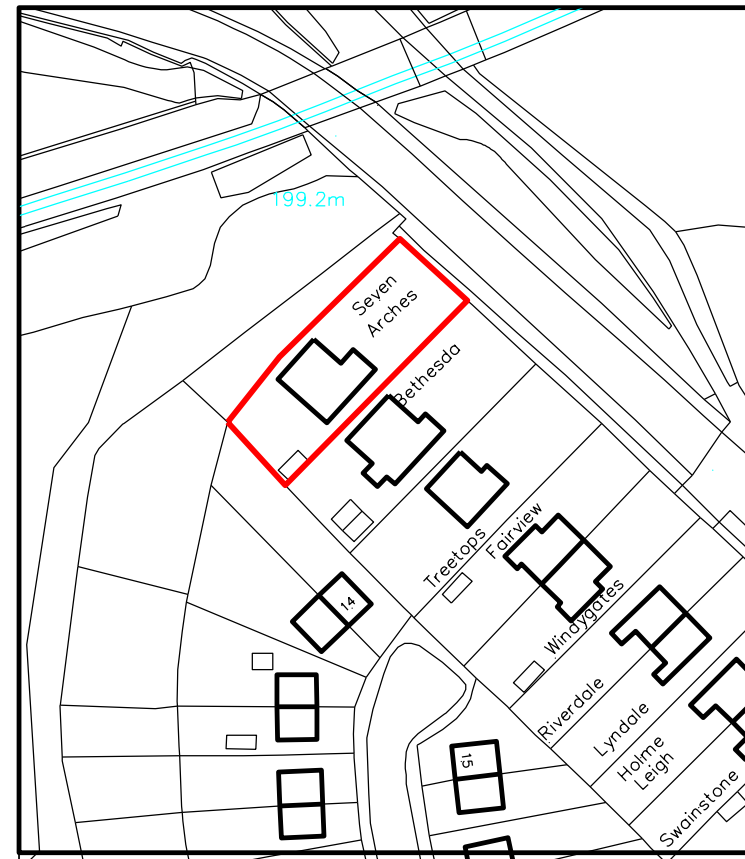 199.2m
Seven
Arches
Bethesda
Treetops
Fairview
14
Windygates
Riverdale
Lyndale
Holme
Leigh
15
Swainstone